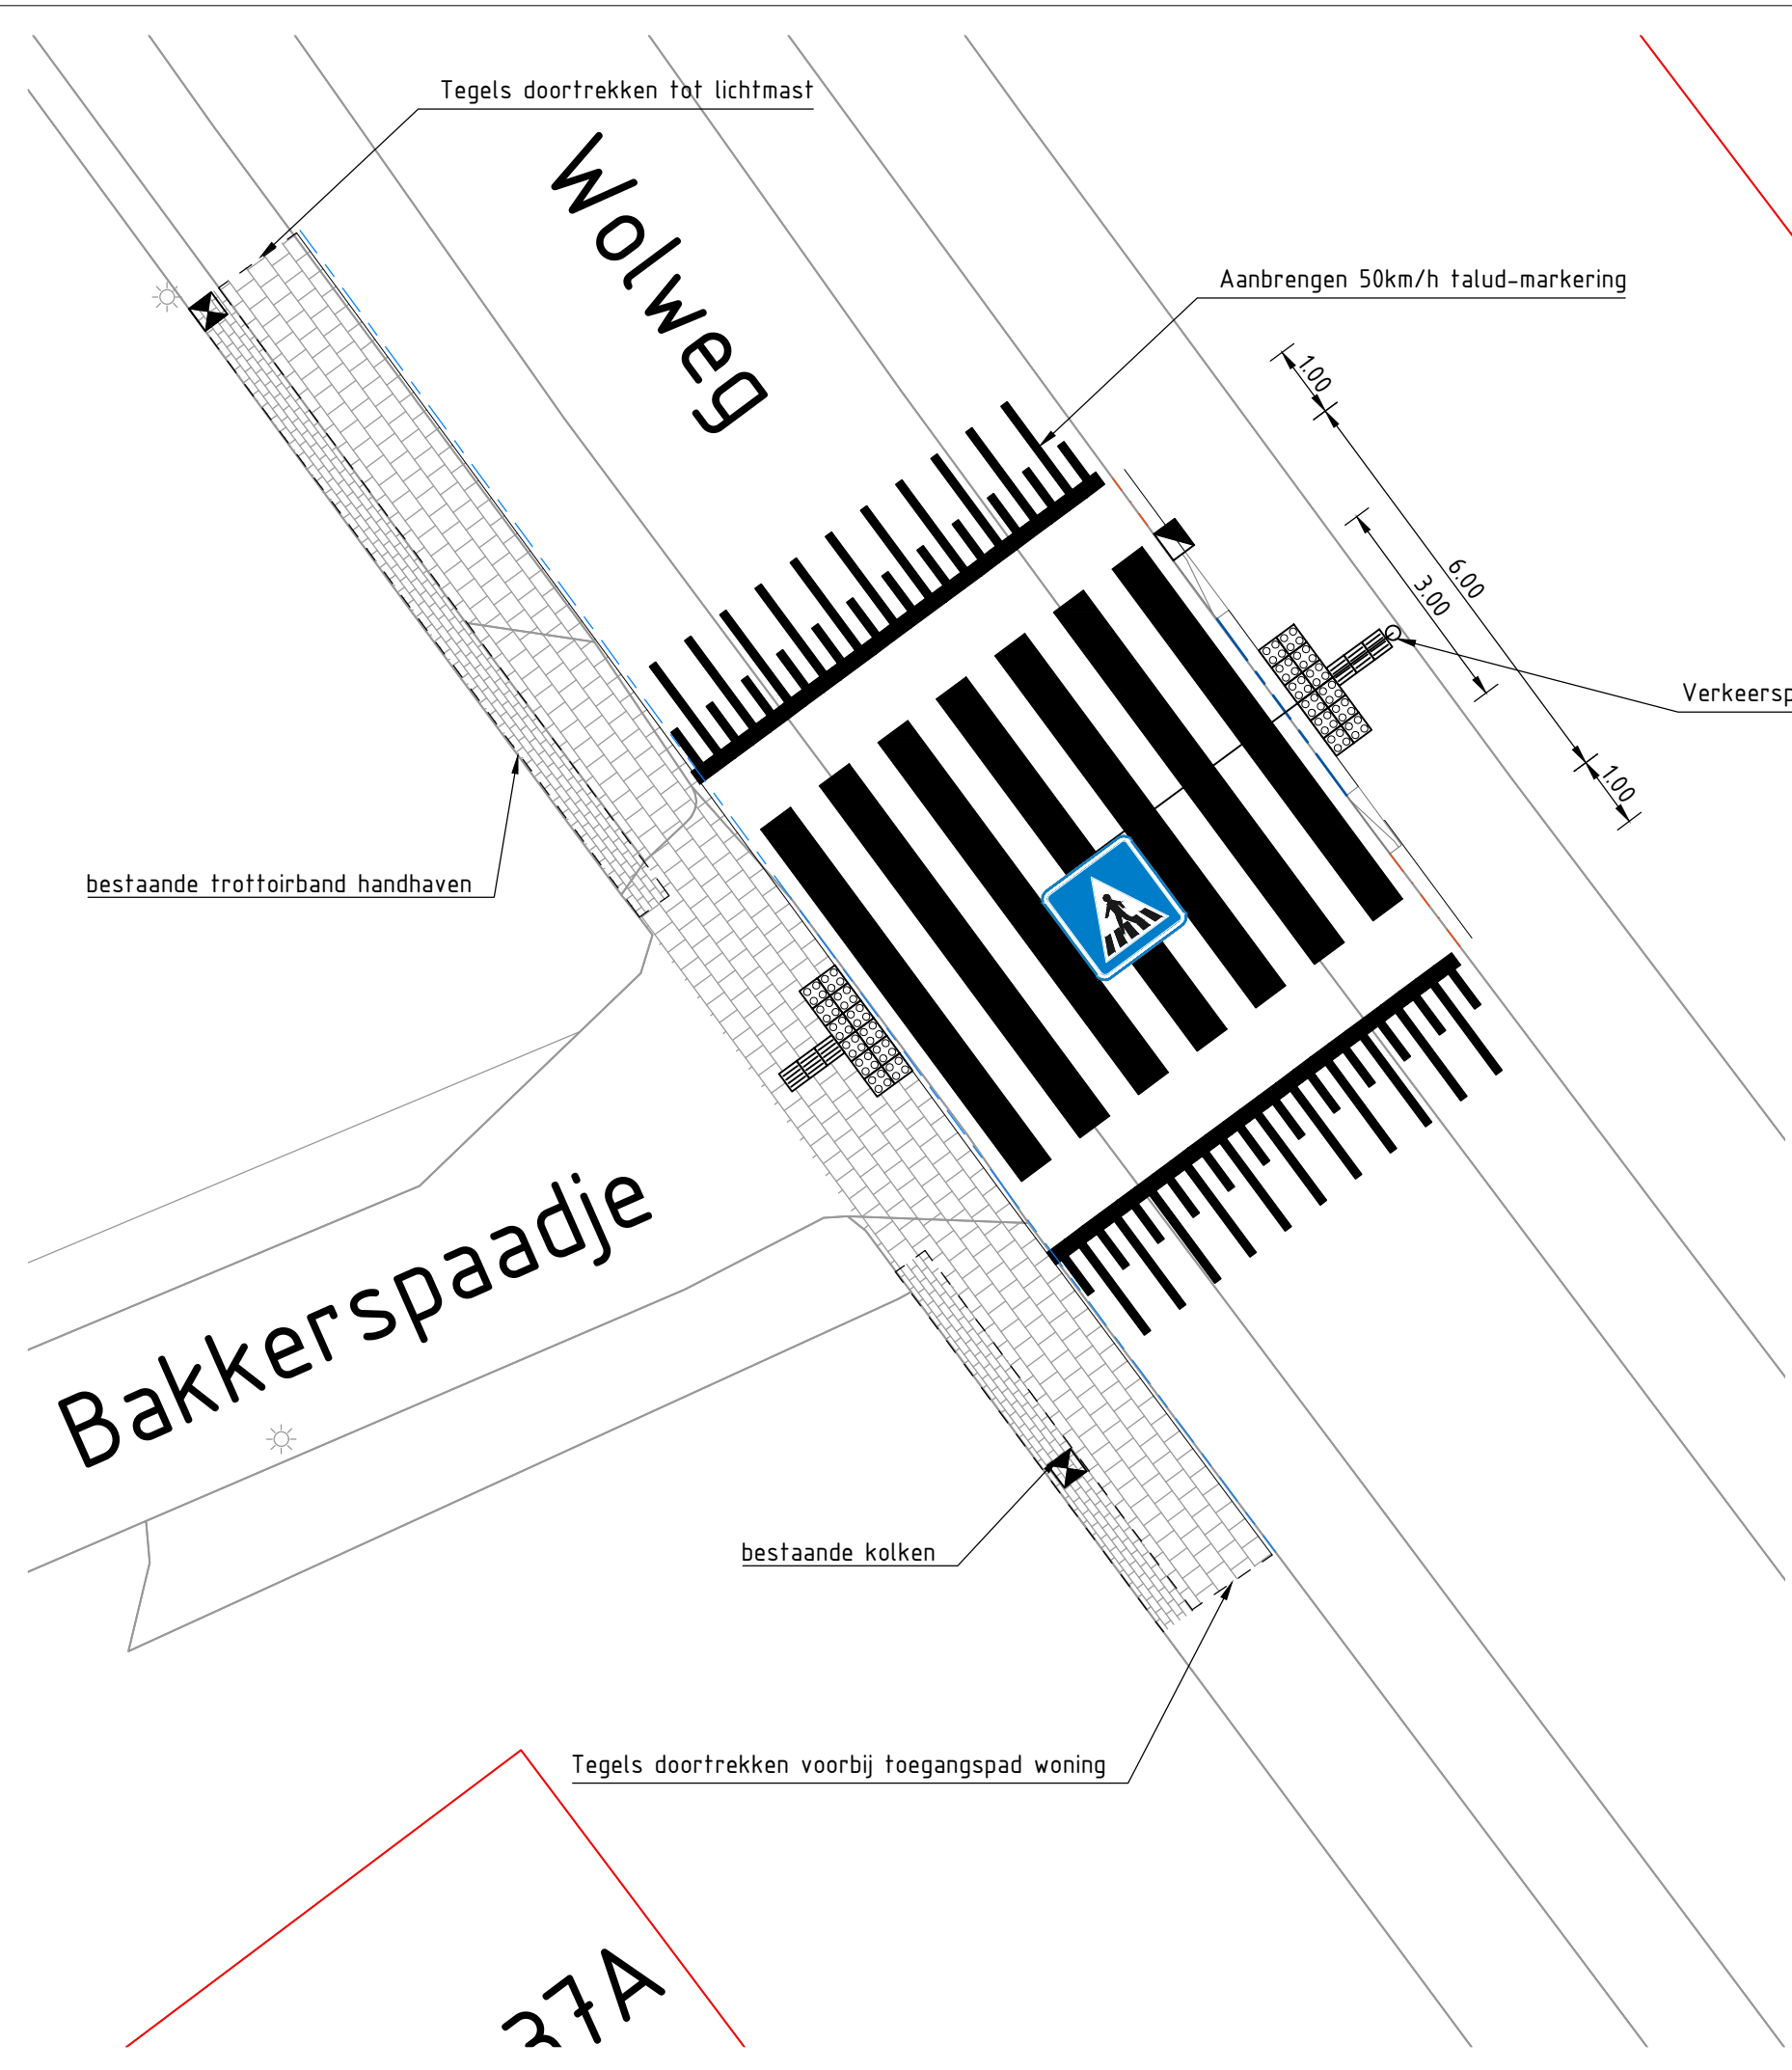 Tegels doortrekken tot lichtmast
Wolweg
Aanbrengen 50km/h talud-markering
1.00
6.00
3.00
1.00
Verkeersp
bestaande trottoirband handhaven
Bakkerspaadje
bestaande kolken
Tegels doortrekken voorbij toegangspad woning
37A